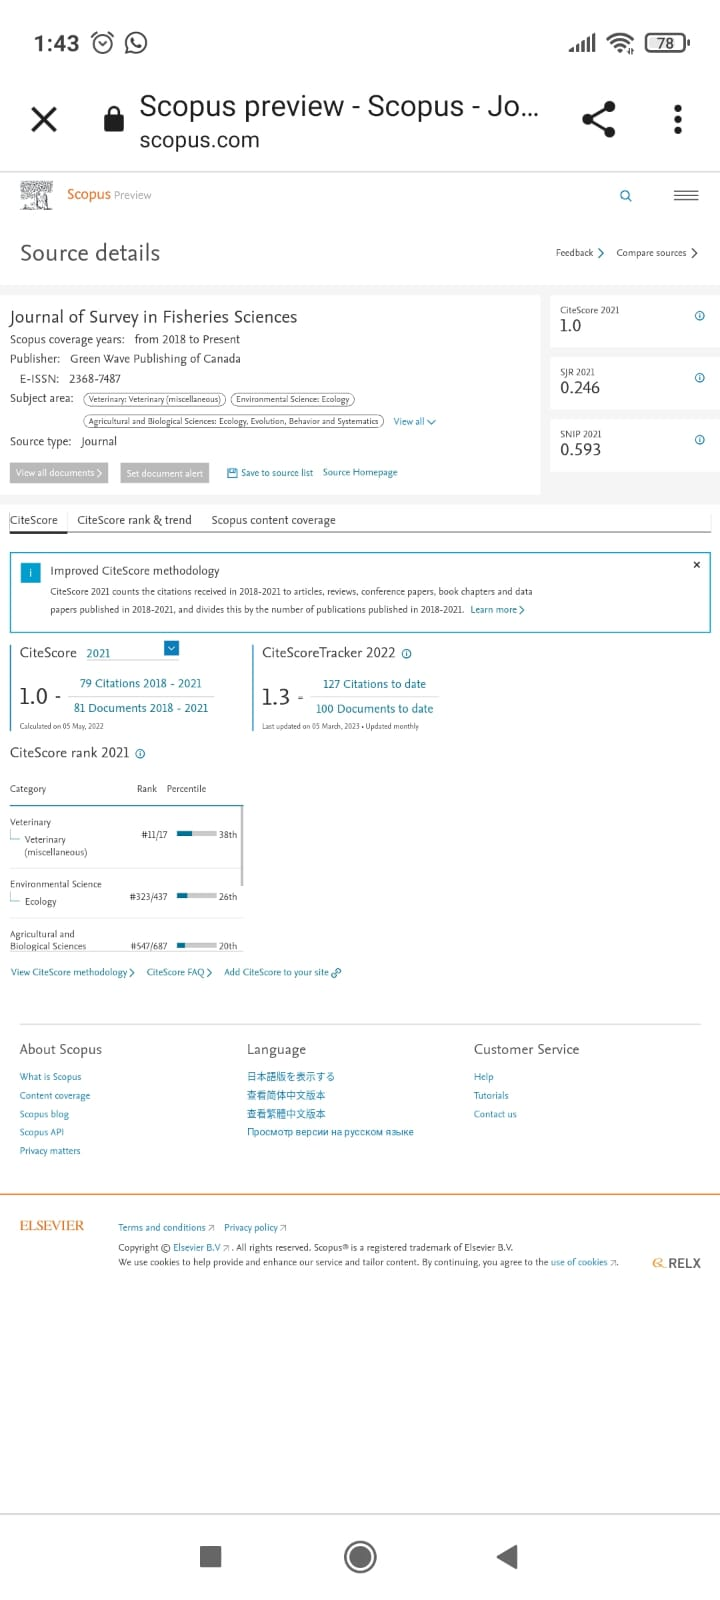 1:43
78
Scopus preview - Scopus - Jo...
scopus.com
Scopus Preview
Source details
Feedback
Compare sources
Journal of Survey in Fisheries Sciences
Scopus coverage years: from 2018 to Present
Publisher: Green Wave Publishing of Canada
E-ISSN: 2368-7487
Subject area: Veterinary: Veterinary (miscellaneous) Environmental Science: Ecology
Agricultural and Biological Sciences: Ecology, Evolution, Behavior and Systematics View all
Source type: Journal
View all documents > Set document alert Save to source list Source Homepage
CiteScore 2021
1.0
SJR 2021
0.246
SNIP 2021
0.593
CiteScore CiteScore rank & trend Scopus content coverage
i Improved CiteScore methodology ×
CiteScore 2021 counts the citations received in 2018-2021 to articles, reviews, conference papers, book chapters and data
papers published in 2018-2021, and divides this by the number of publications published in 2018-2021. Learn more >
CiteScore 2021
1.0 -
79 Citations 2018 - 2021
81 Documents 2018 - 2021
Calculated on 05 May, 2022
CiteScoreTracker 2022
1.3 -
127 Citations to date
100 Documents to date
Last updated on 05 March, 2023 • Updated monthly
CiteScore rank 2021
Category Rank Percentile
Veterinary
Veterinary
(miscellaneous)
#11/17 38th
Environmental Science
Ecology
#323/437 26th
Agricultural and
Biological Sciences
#547/687 20th
View CiteScore methodology > CiteScore FAQ > Add CiteScore to your site
About Scopus
What is Scopus
Content coverage
Scopus blog
Scopus API
Privacy matters
Language
日本語版を表示する
查看简体中文版本
查看繁體中文版本
Просмотр версии на русском языке
Customer Service
Help
Tutorials
Contact us
ELSEVIER
Terms and conditions ↗ Privacy policy ↗
Copyright © Elsevier B.V ↗. All rights reserved. Scopus® is a registered trademark of Elsevier B.V.
We use cookies to help provide and enhance our service and tailor content. By continuing, you agree to the use of cookies ↗.
RELX